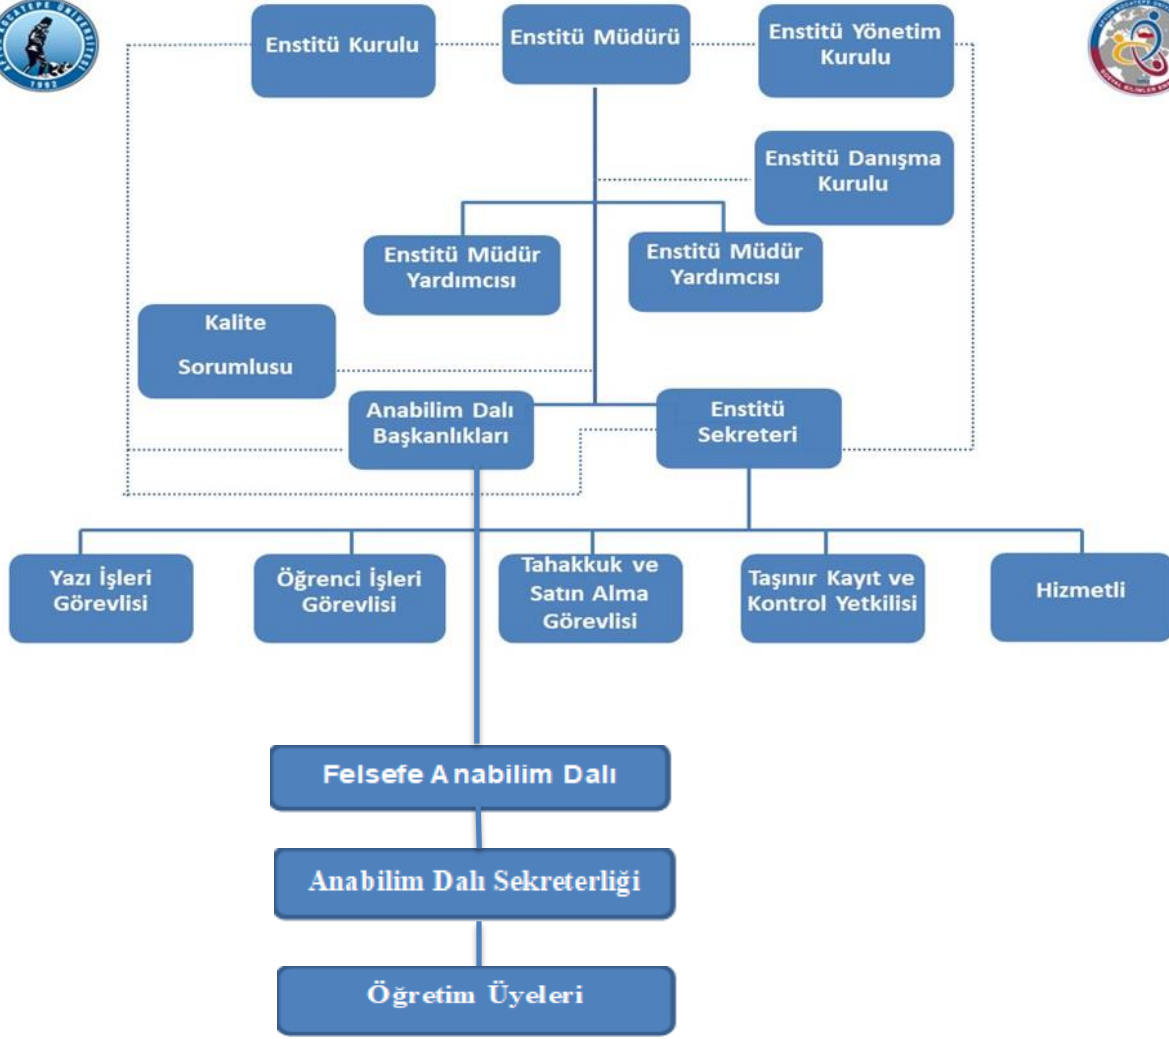 Enstitü Kurulu
Enstitü Müdürü
Enstitü Yönetim
Kurulu
Enstitü Danışma
Kurulu
Enstitü Müdür
Yardımcısı
Enstitü Müdür
Yardımcısı
Kalite
Sorumlusu
Anabilim Dalı
Başkanlıkları
Enstitü
Sekreteri
Yazı İşleri
Görevlisi
Öğrenci İşleri
Görevlisi
Tahakkuk ve
Satın Alma
Görevlisi
Taşınır Kayıt ve
Kontrol Yetkilisi
Hizmetli
Felsefe Anabilim Dalı
Anabilim Dalı Sekreterliği
Öğretim Üyeleri
1992